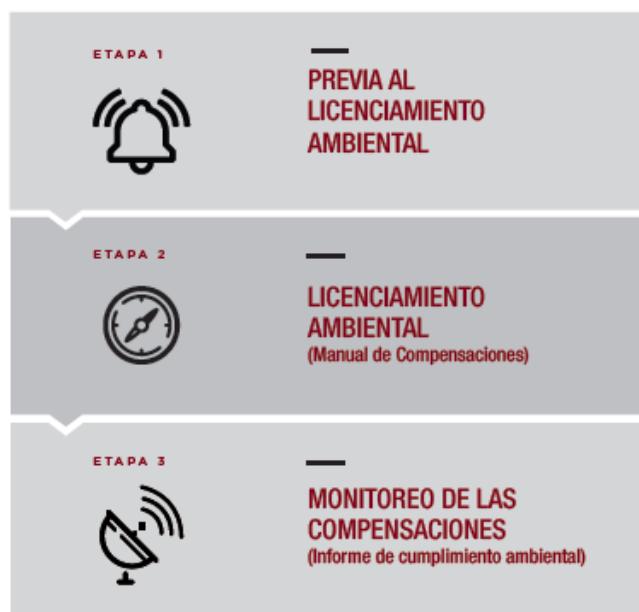 ETAPA 1
PREVIA AL
LICENCIAMIENTO
AMBIENTAL
ETAPA 2
LICENCIAMIENTO
AMBIENTAL
(Manual de Compensaciones)
ETAPA 3
MONITOREO DE LAS
COMPENSACIONES
(Informe de cumplimiento ambiental)